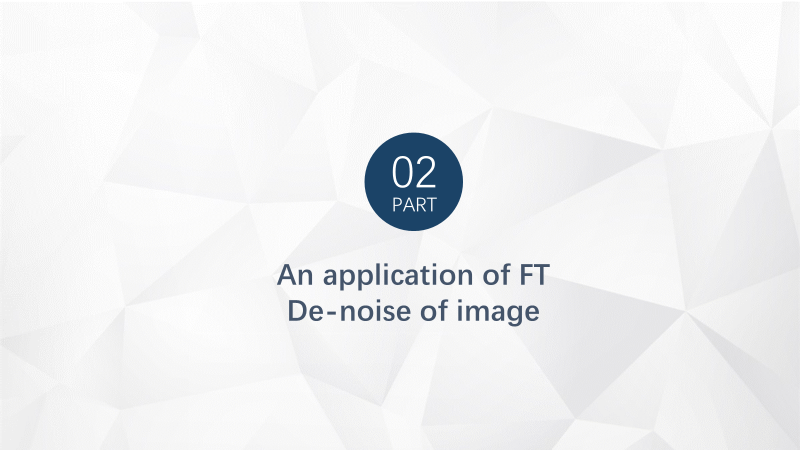 02
PART
An application of FT
De-noise of image